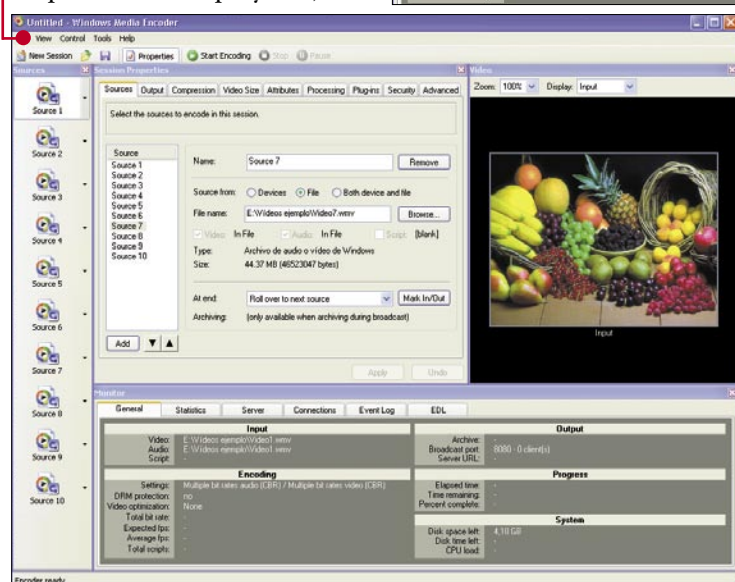 Untitled - Windows Media Encoder
View Control Tools Help
New Session Properties Start Encoding Stop Pause
Sources
Source 1
Source 2
Source 3
Source 4
Source 5
Source 6
Source 7
Source 8
Source 9
Source 10
Session Properties
Sources Output Compression Video Size Attributes Processing Plug-ins Security Advanced
Select the sources to encode in this session.
Source
Source 1
Source 2
Source 3
Source 4
Source 5
Source 6
Source 7
Source 8
Source 9
Source 10
Add
Name: Source 7 Remove
Source from: Devices File Both device and file
File name: E:\Vídeos ejemplo\Video7.wmv Browse...
Video: In File Audio: In File Script: [blank]
Type: Archivo de audio o vídeo de Windows
Size: 44.37 MB (46523047 bytes)
At end: Roll over to next source Mark In/Out
Archiving: (only available when archiving during broadcast)
Apply Undo
Video
Zoom: 100% Display: Input
Input
Monitor
General Statistics Server Connections Event Log EDL
Input
Video: E:\Vídeos ejemplo\Video1.wmv
Audio: E:\Vídeos ejemplo\Video1.wmv
Script: -
Encoding
Settings: Multiple bit rates audio (CBR) / Multiple bit rates video (CBR)
DRM protection: no
Video optimization: None
Total bit rate: -
Expected fps: -
Average fps: -
Total scripts: -
Output
Archive: -
Broadcast port: 8080 - 0 client(s)
Server URL: -
Progress
Elapsed time: -
Time remaining: -
Percent complete: -
System
Disk space left: 4,18 GB
Disk time left: -
CPU load: -
Encoder ready